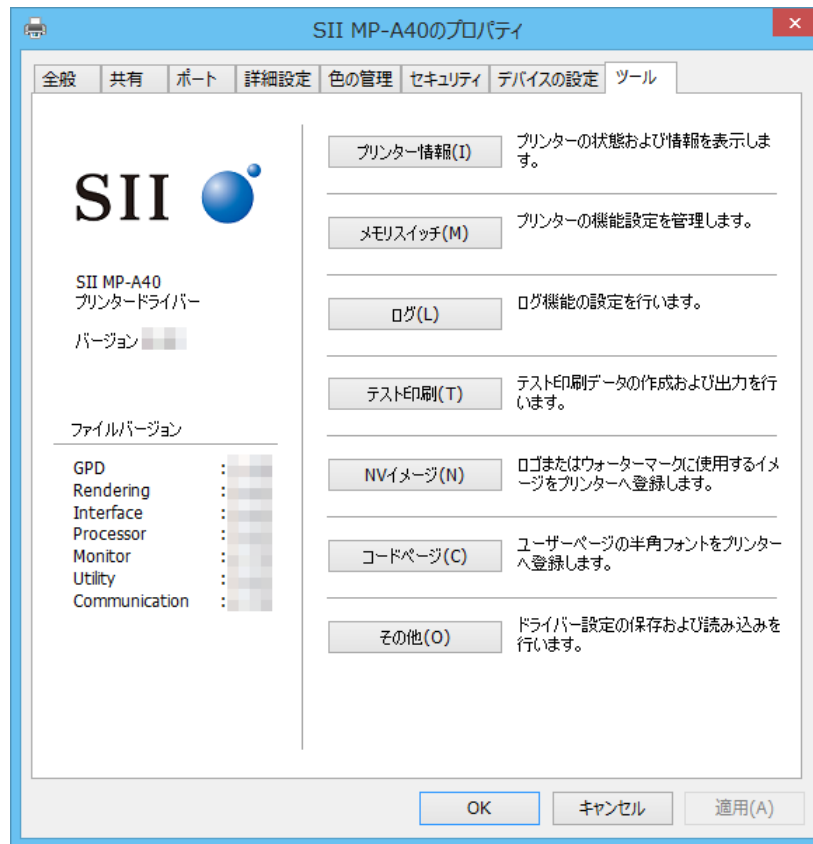 SII MP-A40のプロパティ
全般 共有 ポート 詳細設定 色の管理 セキュリティ デバイスの設定 ツール
SII
SII MP-A40
プリンタードライバー
バージョン
ファイルバージョン
GPD :
Rendering :
Interface :
Processor :
Monitor :
Utility :
Communication :
プリンター情報(I)
プリンターの状態および情報を表示しま
す。
メモリスイッチ(M)
プリンターの機能設定を管理します。
ログ(L)
ログ機能の設定を行います。
テスト印刷(T)
テスト印刷データの作成および出力を行
います。
NVイメージ(N)
ロゴまたはウォーターマークに使用するイメ
ージをプリンターへ登録します。
コードページ(C)
ユーザーページの半角フォントをプリンター
へ登録します。
その他(O)
ドライバー設定の保存および読み込みを
行います。
OK キャンセル 適用(A)